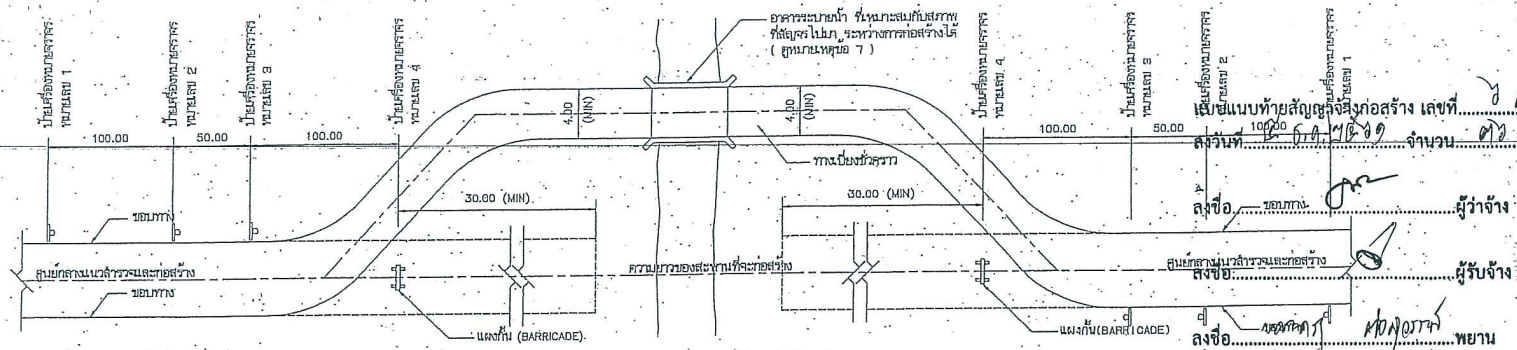 ป้ายเครื่องหมายจราจร
หมายเลข 1
ป้ายเครื่องหมายจราจร
หมายเลข 2
ป้ายเครื่องหมายจราจร
หมายเลข 3
ป้ายเครื่องหมายจราจร
หมายเลข 4
100.00
50.00
100.00
4.00
(MIN)
อาคารระบายน้ำ ที่เหมาะสมกับสภาพ
ที่สัญจรไปมา ระหว่างการก่อสร้างได้
( ดูหมายเหตุข้อ 7 )
4.00
(MIN)
ทางเบี่ยงชั่วคราว
ป้ายเครื่องหมายจราจร
หมายเลข 4
ป้ายเครื่องหมายจราจร
หมายเลข 3
ป้ายเครื่องหมายจราจร
หมายเลข 2
ป้ายเครื่องหมายจราจร
หมายเลข 1
100.00
50.00
100.00
แบบแนบท้ายสัญญาจ้างก่อสร้าง เลขที่
ลงวันที่ จำนวน
ลงชื่อ ผู้ว่าจ้าง
ลงชื่อ ผู้รับจ้าง
ลงชื่อ พยาน
30.00 (MIN)
30.00 (MIN)
ขอบทาง
ขอบทาง
ศูนย์กลางแนวสำรวจและก่อสร้าง
ความยาวของสะพานที่จะก่อสร้าง
ศูนย์กลางแนวสำรวจและก่อสร้าง
ขอบทาง
ขอบทาง
แผงกั้น (BARRICADE)
แผงกั้น(BARRICADE)